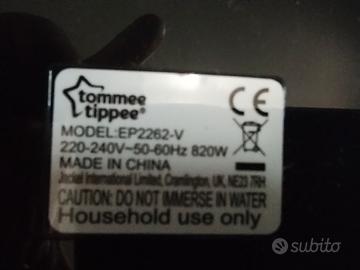 tommee
tippee®
CE
MODEL:EP2262-V
220-240V~50-60Hz 820W
MADE IN CHINA
Jackel International Limited, Cramlington, UK, NE23 7RH
CAUTION: DO NOT IMMERSE IN WATER
Household use only
subito